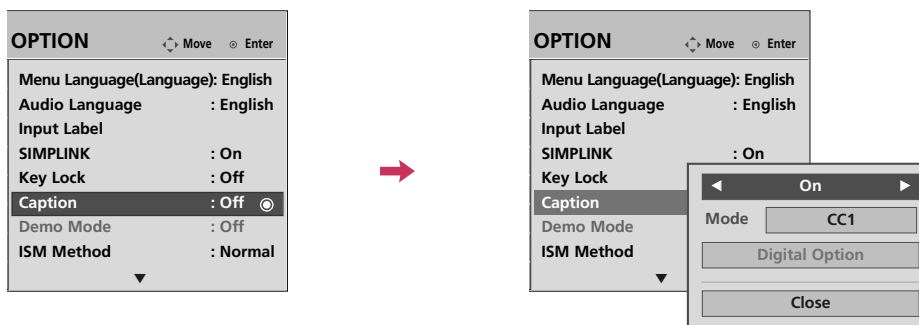 OPTION Move Enter
Menu Language(Language): English
Audio Language : English
Input Label
SIMPLINK : On
Key Lock : Off
Caption : Off
Demo Mode : Off
ISM Method : Normal
OPTION Move Enter
Menu Language(Language): English
Audio Language : English
Input Label
SIMPLINK : On
Key Lock
Caption
Demo Mode
ISM Method
On
Mode CC1
Digital Option
Close